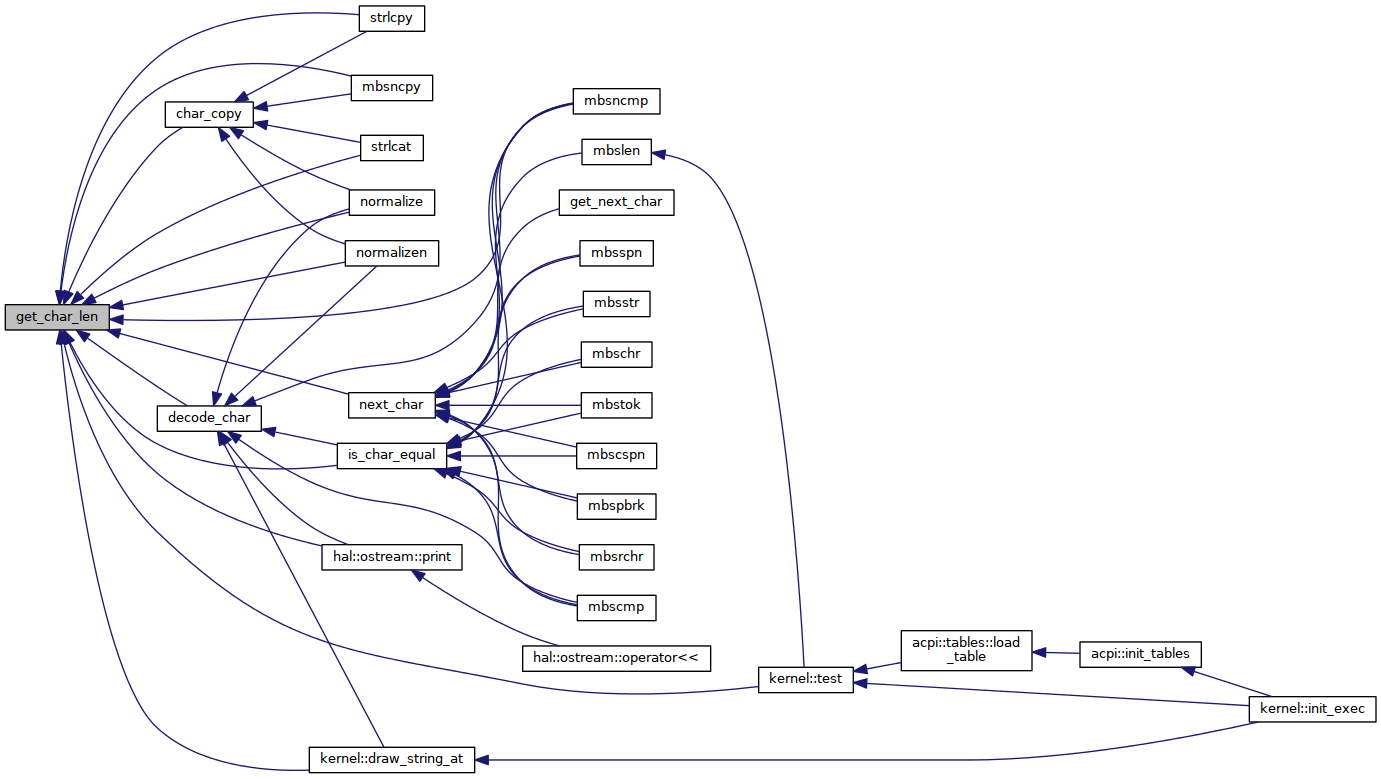 strlcpy
mbsncpy
mbsncmp
char_copy
strlcat
mbslen
normalize
get_next_char
normalizen
mbsspn
mbsstr
get_char_len
mbschr
next_char
mbstok
decode_char
is_char_equal
mbscspn
mbspbrk
hal::ostream::print
mbsrchr
mbscmp
hal::ostream::operator<<
acpi::tables::load
_table
acpi::init_tables
kernel::test
kernel::init_exec
kernel::draw_string_at